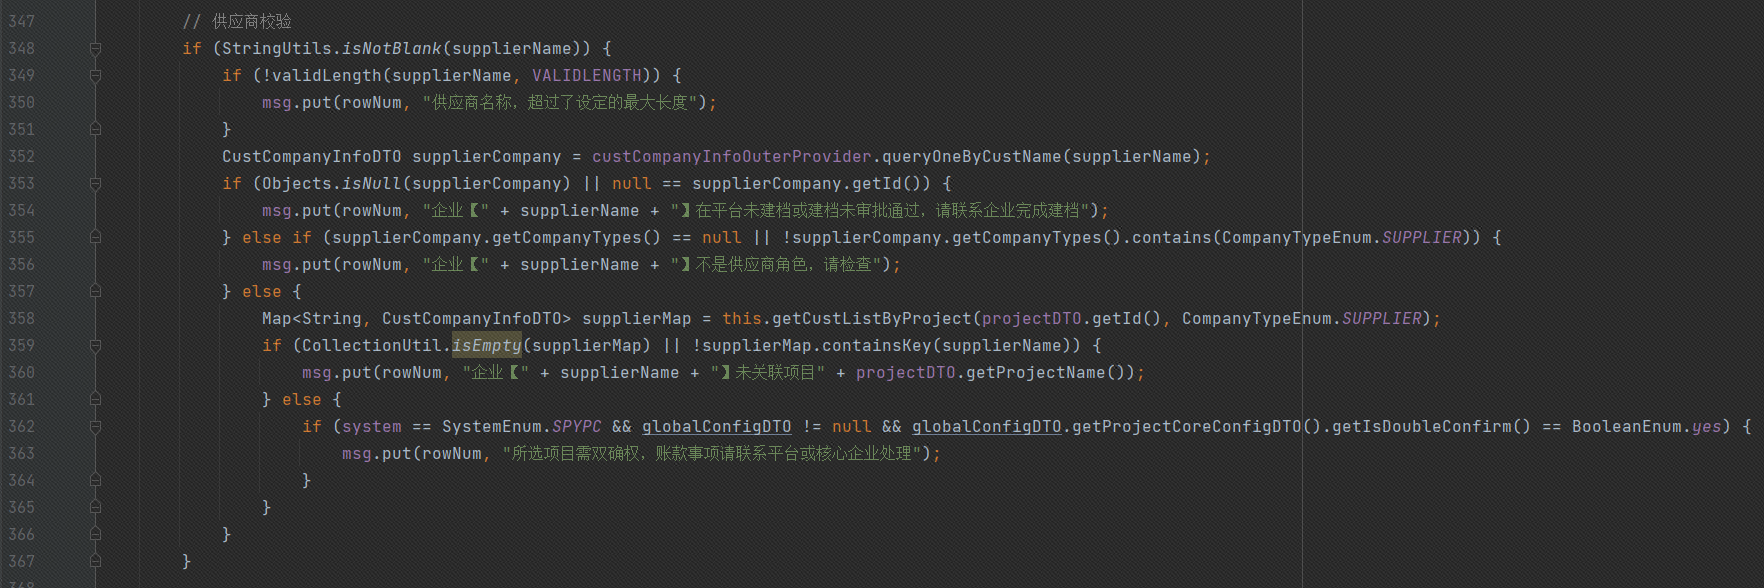 347 // 供应商校验
348 if (StringUtils.isNotBlank(supplierName)) {
349 if (!validLength(supplierName, VALIDLENGTH)) {
350 msg.put(rowNum, "供应商名称，超过了设定的最大长度");
351 }
352 CustCompanyInfoDTO supplierCompany = custCompanyInfoOuterProvider.queryOneByCustName(supplierName);
353 if (Objects.isNull(supplierCompany) || null == supplierCompany.getId()) {
354 msg.put(rowNum, "企业【" + supplierName + "】在平台未建档或建档未审批通过，请联系企业完成建档");
355 } else if (supplierCompany.getCompanyTypes() == null || !supplierCompany.getCompanyTypes().contains(CompanyTypeEnum.SUPPLIER)) {
356 msg.put(rowNum, "企业【" + supplierName + "】不是供应商角色，请检查");
357 } else {
358 Map<String, CustCompanyInfoDTO> supplierMap = this.getCustListByProject(projectDTO.getId(), CompanyTypeEnum.SUPPLIER);
359 if (CollectionUtil.isEmpty(supplierMap) || !supplierMap.containsKey(supplierName)) {
360 msg.put(rowNum, "企业【" + supplierName + "】未关联项目" + projectDTO.getProjectName());
361 } else {
362 if (system == SystemEnum.SPYPC && globalConfigDTO != null && globalConfigDTO.getProjectCoreConfigDTO().getIsDoubleConfirm() == BooleanEnum.yes) {
363 msg.put(rowNum, "所选项目需双确权，账款事项请联系平台或核心企业处理");
364 }
365 }
366 }
367 }
368